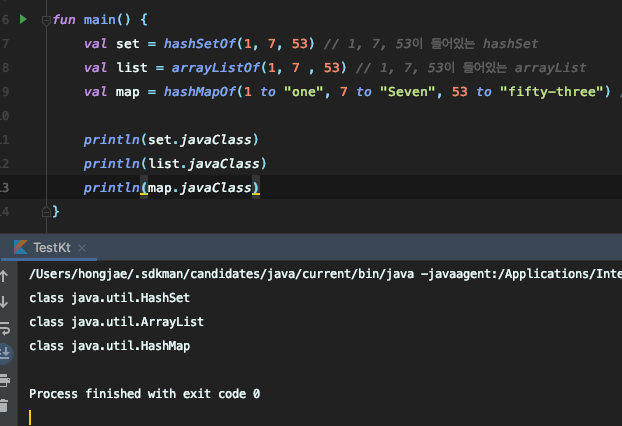 6 fun main() {
7 val set = hashSetOf(1, 7, 53) // 1, 7, 53이 들어있는 hashSet
8 val list = arrayListOf(1, 7 , 53) // 1, 7, 53이 들어있는 arrayList
9 val map = hashMapOf(1 to "one", 7 to "Seven", 53 to "fifty-three") /
10
11 println(set.javaClass)
12 println(list.javaClass)
13 println(map.javaClass)
14 }
TestKt ×
/Users/hongjae/.sdkman/candidates/java/current/bin/java -javaagent:/Applications/Inte
class java.util.HashSet
class java.util.ArrayList
class java.util.HashMap
Process finished with exit code 0